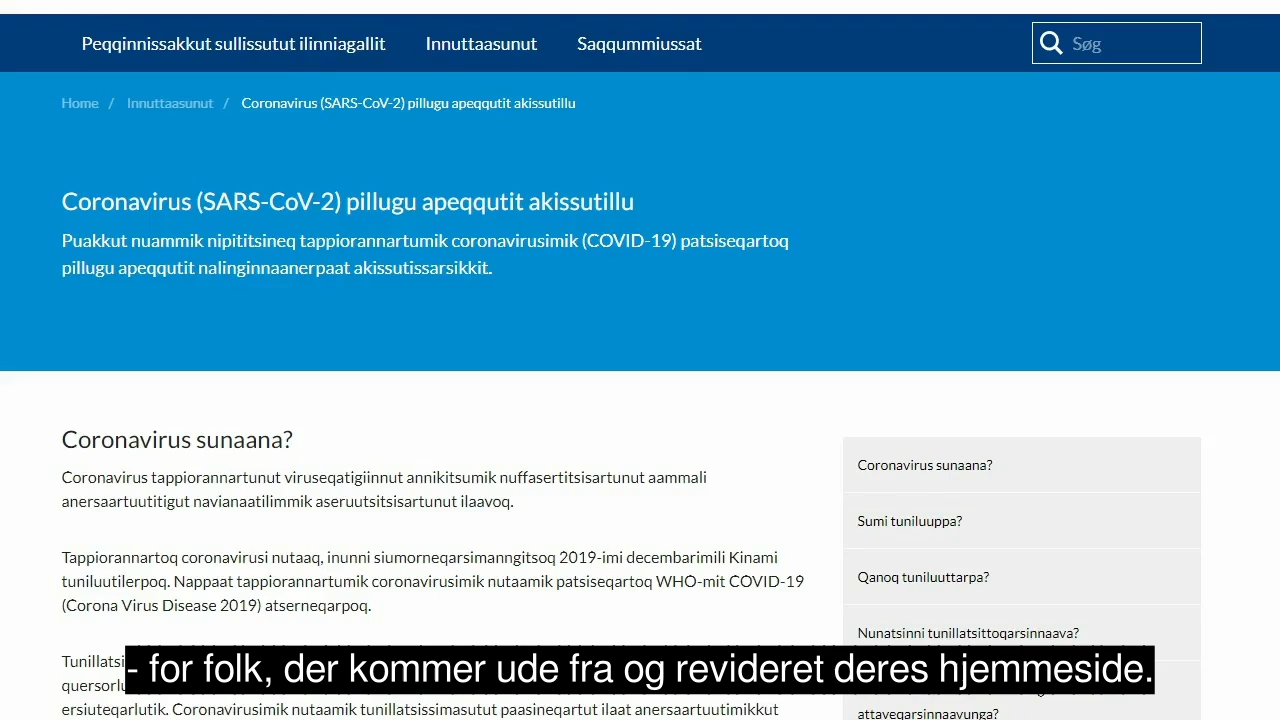 Peqqinnissakkut sullissutut ilinniagallit Innuttaasunut Saqqummiussat Søg
Home / Innuttaasunut / Coronavirus (SARS-CoV-2) pillugu apeqqutit akissutillu
Coronavirus (SARS-CoV-2) pillugu apeqqutit akissutillu
Puakkut nuammik nipititsineq tappiorannartumik coronavirusimik (COVID-19) patsiseqartoq
pillugu apeqqutit nalinginnaanerpaat akissutissarsikkit.
Coronavirus sunaana?
Coronavirus tappiorannartunut viruseqatigiinnut annikitsumik nuffasertitsisartunut aammali
anersaartuutitigut navianaatilimmik aseruutsitsisartunut ilaavoq.
Tappiorannartoq coronavirusi nutaaq, inunni siumorneqarsimanngitsoq 2019-imi decembarimili Kinami
tuniluutilerpoq. Nappaat tappiorannartumik coronavirusimik nutaamik patsiseqartoq WHO-mit COVID-19
(Corona Virus Disease 2019) atserneqarpoq.
ersiuteqarlutik. Coronavirusimik nutaamik tunillatsissimasutut paasineqartut ilaat anersaartuutimikkut
Coronavirus sunaana?
Sumi tuniluuppa?
Qanoq tuniluuttarpa?
Nunatsinni tunillatsittoqarsinnaava?
attaveqarsinnaavunga?
- for folk, der kommer ude fra og revideret deres hjemmeside.